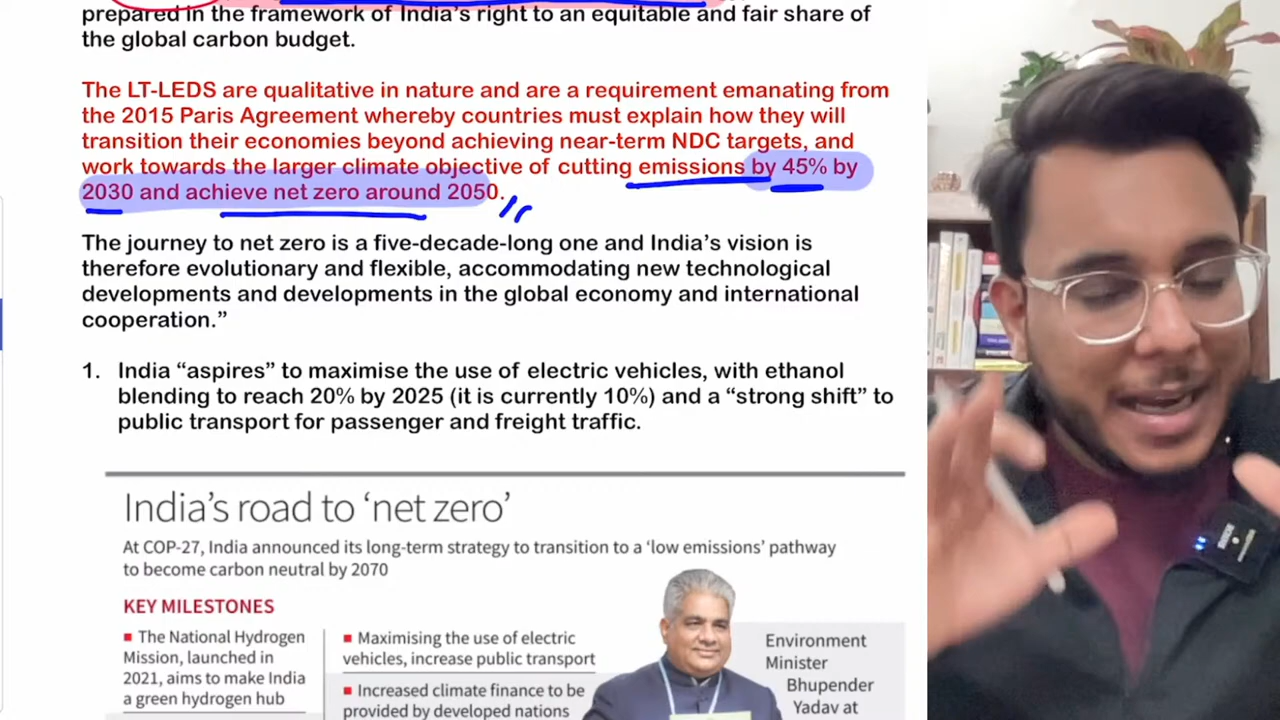 prepared in the framework of India's right to an equitable and fair share of
the global carbon budget.
The LT-LEDS are qualitative in nature and are a requirement emanating from
the 2015 Paris Agreement whereby countries must explain how they will
transition their economies beyond achieving near-term NDC targets, and
work towards the larger climate objective of cutting emissions by 45% by
2030 and achieve net zero around 2050.
The journey to net zero is a five-decade-long one and India's vision is
therefore evolutionary and flexible, accommodating new technological
developments and developments in the global economy and international
cooperation.”
1. India “aspires” to maximise the use of electric vehicles, with ethanol
blending to reach 20% by 2025 (it is currently 10%) and a “strong shift” to
public transport for passenger and freight traffic.
India's road to ‘net zero’
At COP-27, India announced its long-term strategy to transition to a ‘low emissions’ pathway
to become carbon neutral by 2070
KEY MILESTONES
■ The National Hydrogen
Mission, launched in
2021, aims to make India
a green hydrogen hub
■ Maximising the use of electric
vehicles, increase public transport
■ Increased climate finance to be
provided by developed nations
Environment
Minister
Bhupender
Yadav at